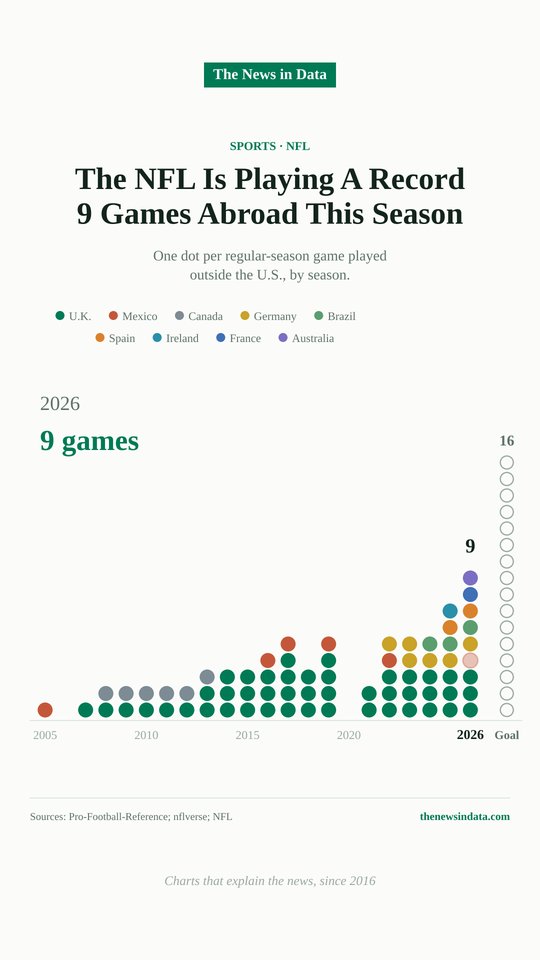 The News in Data
SPORTS · NFL
The NFL Is Playing A Record
9 Games Abroad This Season
One dot per regular-season game played
outside the U.S., by season.
U.K. Mexico Canada Germany Brazil
Spain Ireland France Australia
2026
9 games
16
9
2005 2010 2015 2020 2026 Goal
Sources: Pro-Football-Reference; nflverse; NFL thenewsindata.com
Charts that explain the news, since 2016